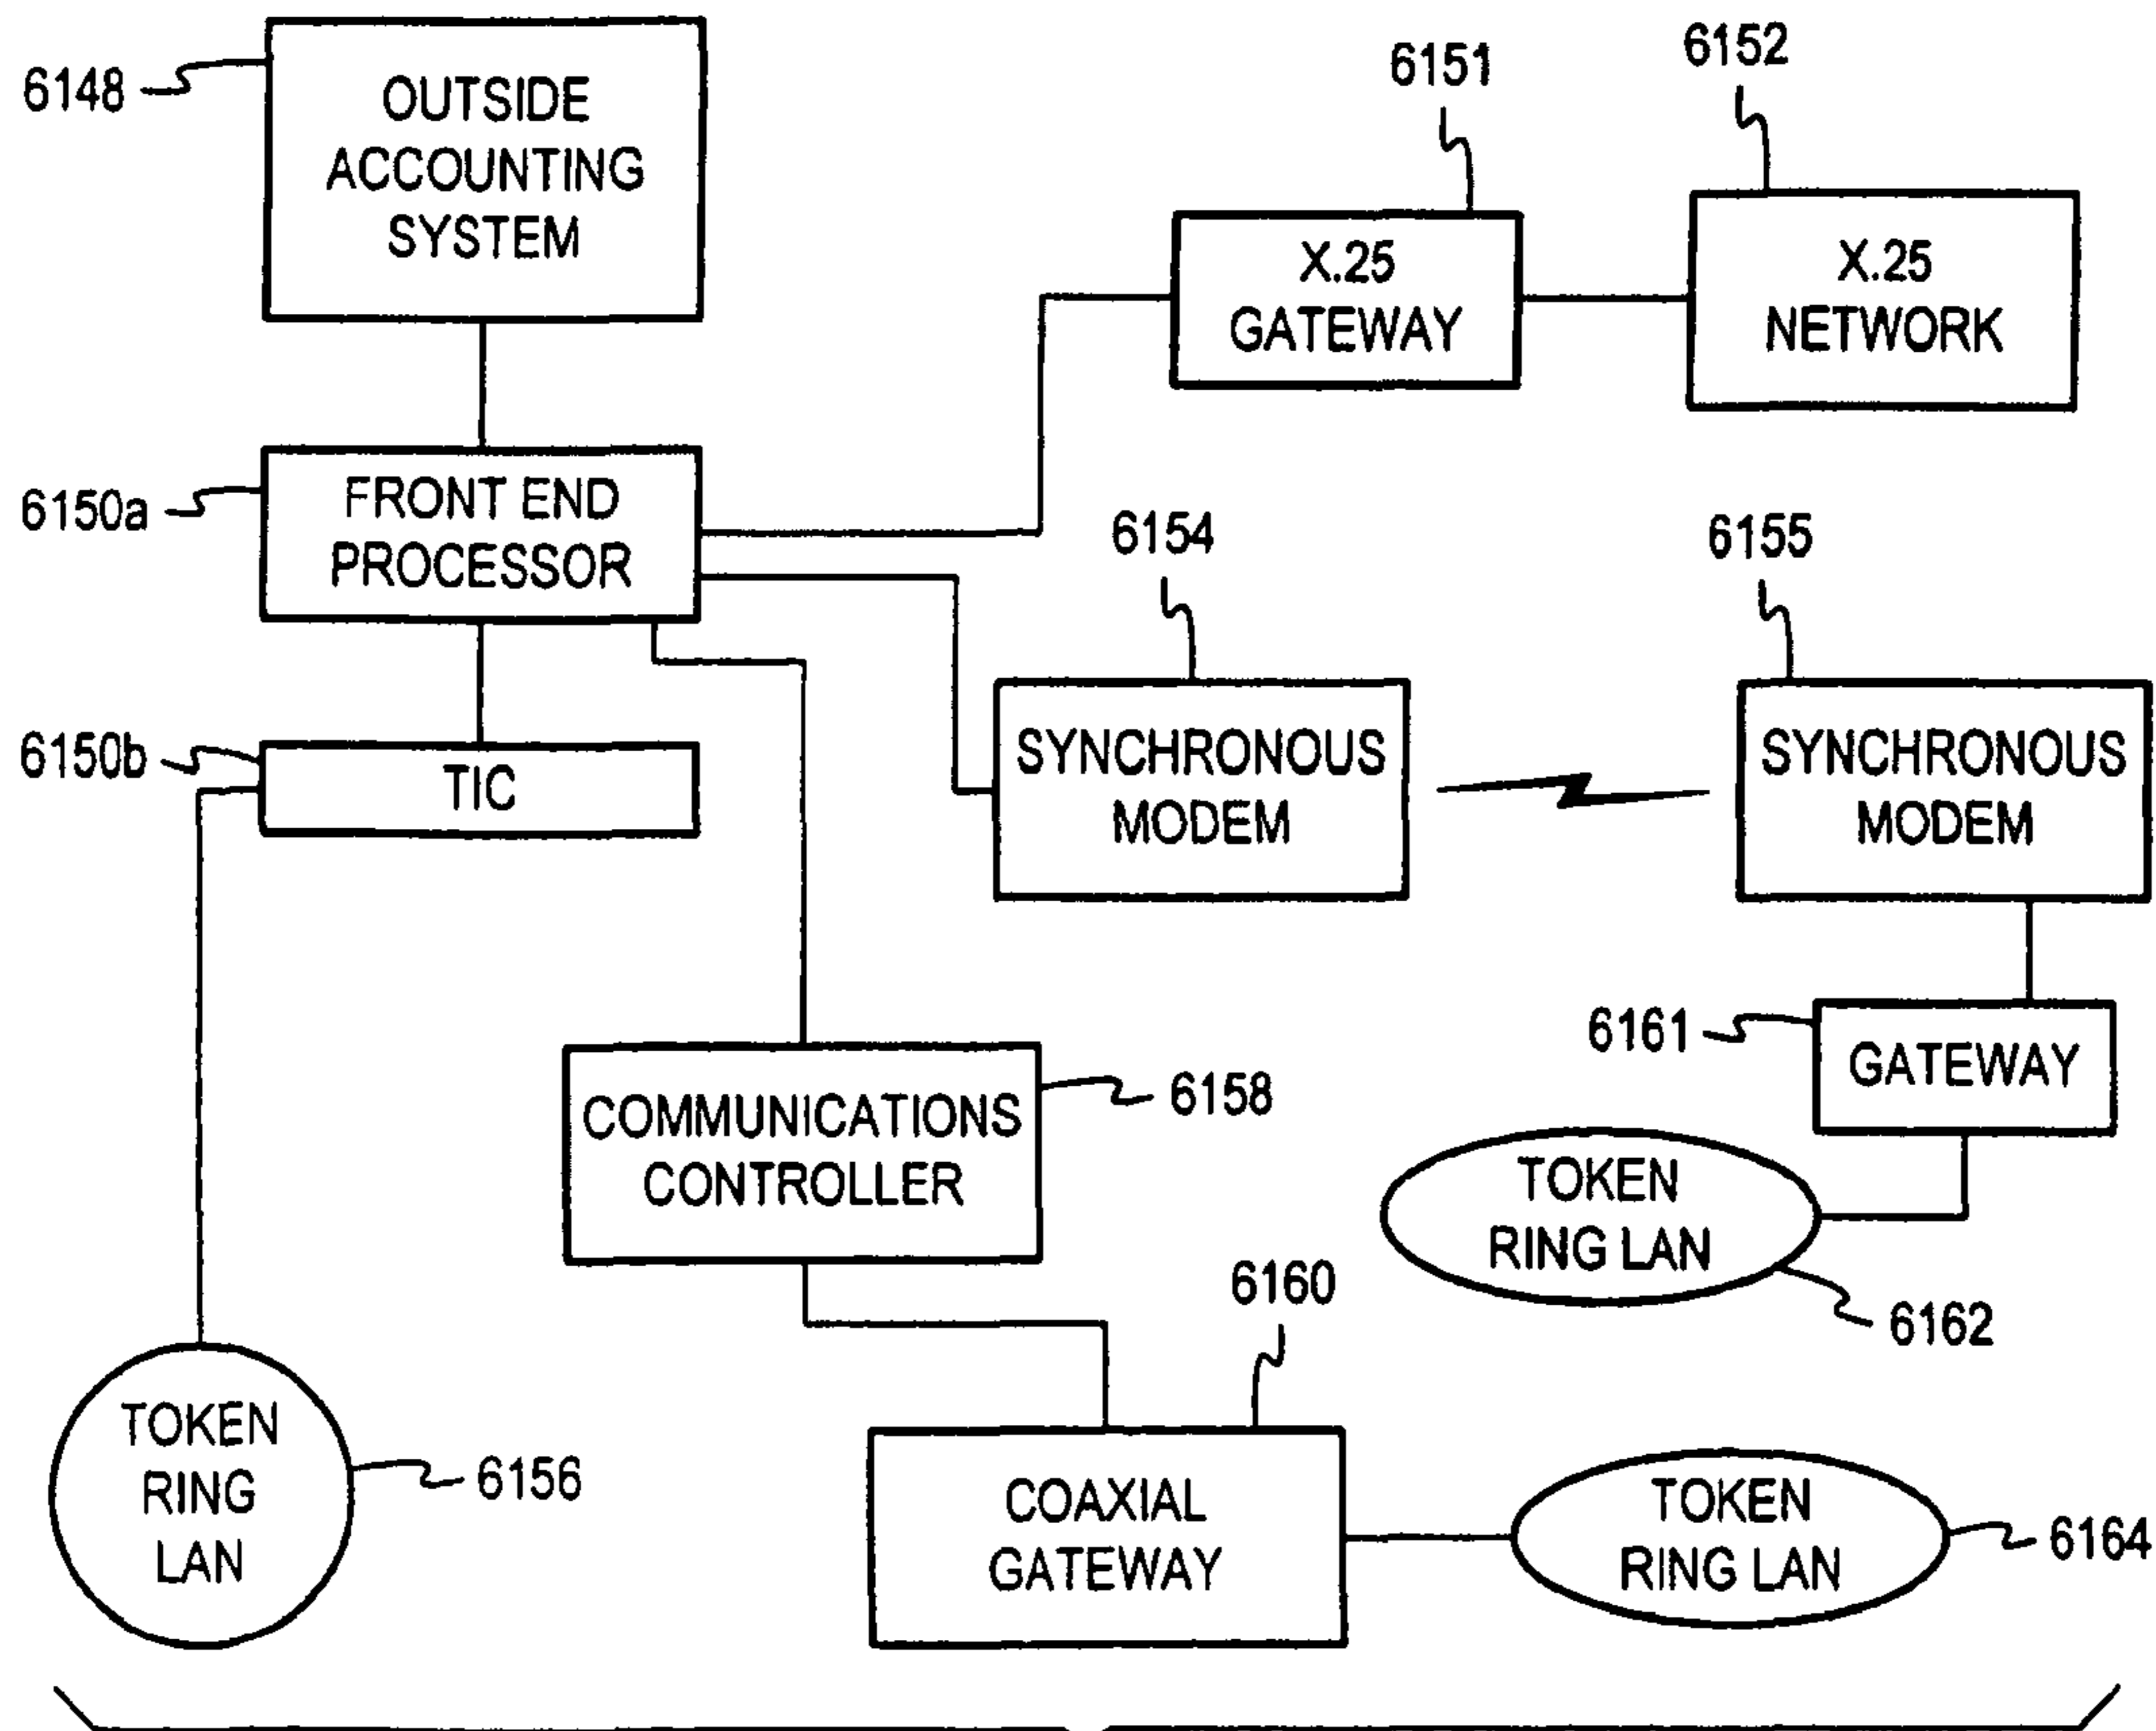 6148
OUTSIDE
ACCOUNTING
SYSTEM
6151
X.25
GATEWAY
6152
X.25
NETWORK
6150a
FRONT END
PROCESSOR
6150b
TIC
6154
SYNCHRONOUS
MODEM
6155
SYNCHRONOUS
MODEM
6161
GATEWAY
COMMUNICATIONS
CONTROLLER
6158
TOKEN
RING LAN
6162
TOKEN
RING
LAN
6156
6160
COAXIAL
GATEWAY
TOKEN
RING LAN
6164